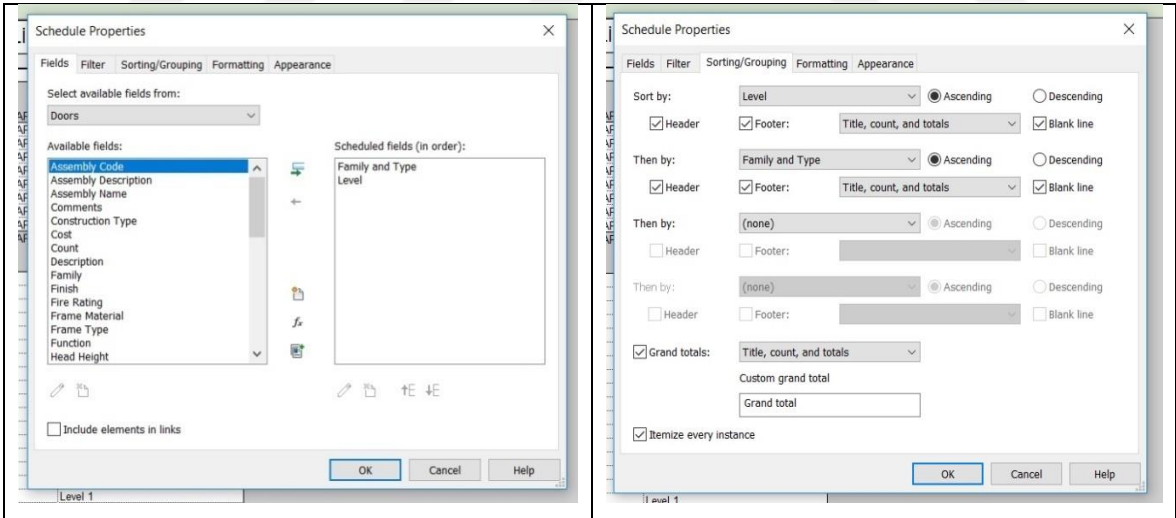 Schedule Properties
Fields Filter Sorting/Grouping Formatting Appearance
Select available fields from:
Doors
Available fields:
Assembly Code
Assembly Description
Assembly Name
Comments
Construction Type
Cost
Count
Description
Family
Finish
Fire Rating
Frame Material
Frame Type
Function
Head Height
Scheduled fields (in order):
Family and Type
Level
Include elements in links
OK Cancel Help
Level 1
Schedule Properties
Fields Filter Sorting/Grouping Formatting Appearance
Sort by: Level Ascending Descending
Header Footer: Title, count, and totals Blank line
Then by: Family and Type Ascending Descending
Header Footer: Title, count, and totals Blank line
Then by: (none) Ascending Descending
Header Footer: Blank line
Then by: (none) Ascending Descending
Header Footer: Blank line
Grand totals: Title, count, and totals
Custom grand total
Grand total
Itemize every instance
OK Cancel Help
Level 1